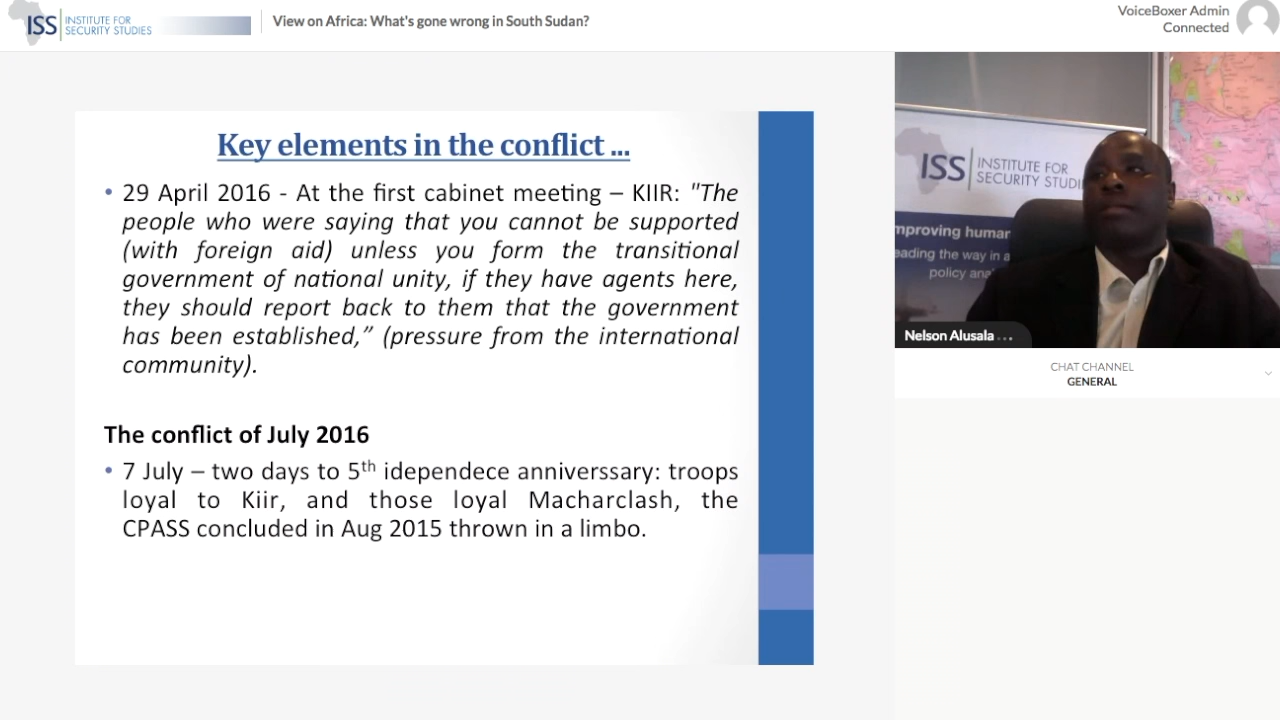 ISS INSTITUTE FOR
SECURITY STUDIES
View on Africa: What's gone wrong in South Sudan?
VoiceBoxer Admin
Connected
Key elements in the conflict ...
• 29 April 2016 - At the first cabinet meeting – KIIR: "The
people who were saying that you cannot be supported
(with foreign aid) unless you form the transitional
government of national unity, if they have agents here,
they should report back to them that the government
has been established,” (pressure from the international
community).
The conflict of July 2016
• 7 July – two days to 5th idependece anniverssary: troops
loyal to Kiir, and those loyal Macharclash, the
CPASS concluded in Aug 2015 thrown in a limbo.
ISS INSTITUTE FOR
SECURITY STUDI
mproving human
eading the way in a
policy ana
Nelson Alusala ...
CHAT CHANNEL
GENERAL